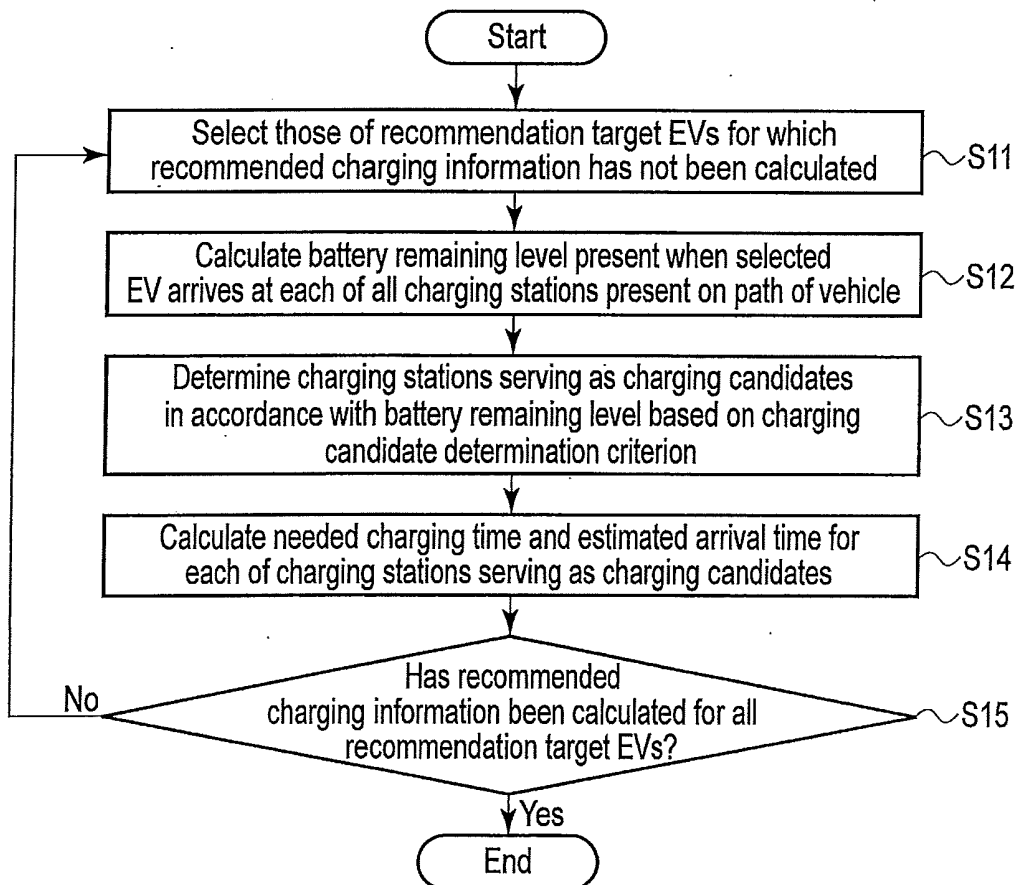 Start
Select those of recommendation target EVs for which
recommended charging information has not been calculated
S11
Calculate battery remaining level present when selected
EV arrives at each of all charging stations present on path of vehicle
S12
Determine charging stations serving as charging candidates
in accordance with battery remaining level based on charging
candidate determination criterion
S13
Calculate needed charging time and estimated arrival time for
each of charging stations serving as charging candidates
S14
Has recommended
charging information been calculated for all
recommendation target EVs?
S15
No
Yes
End